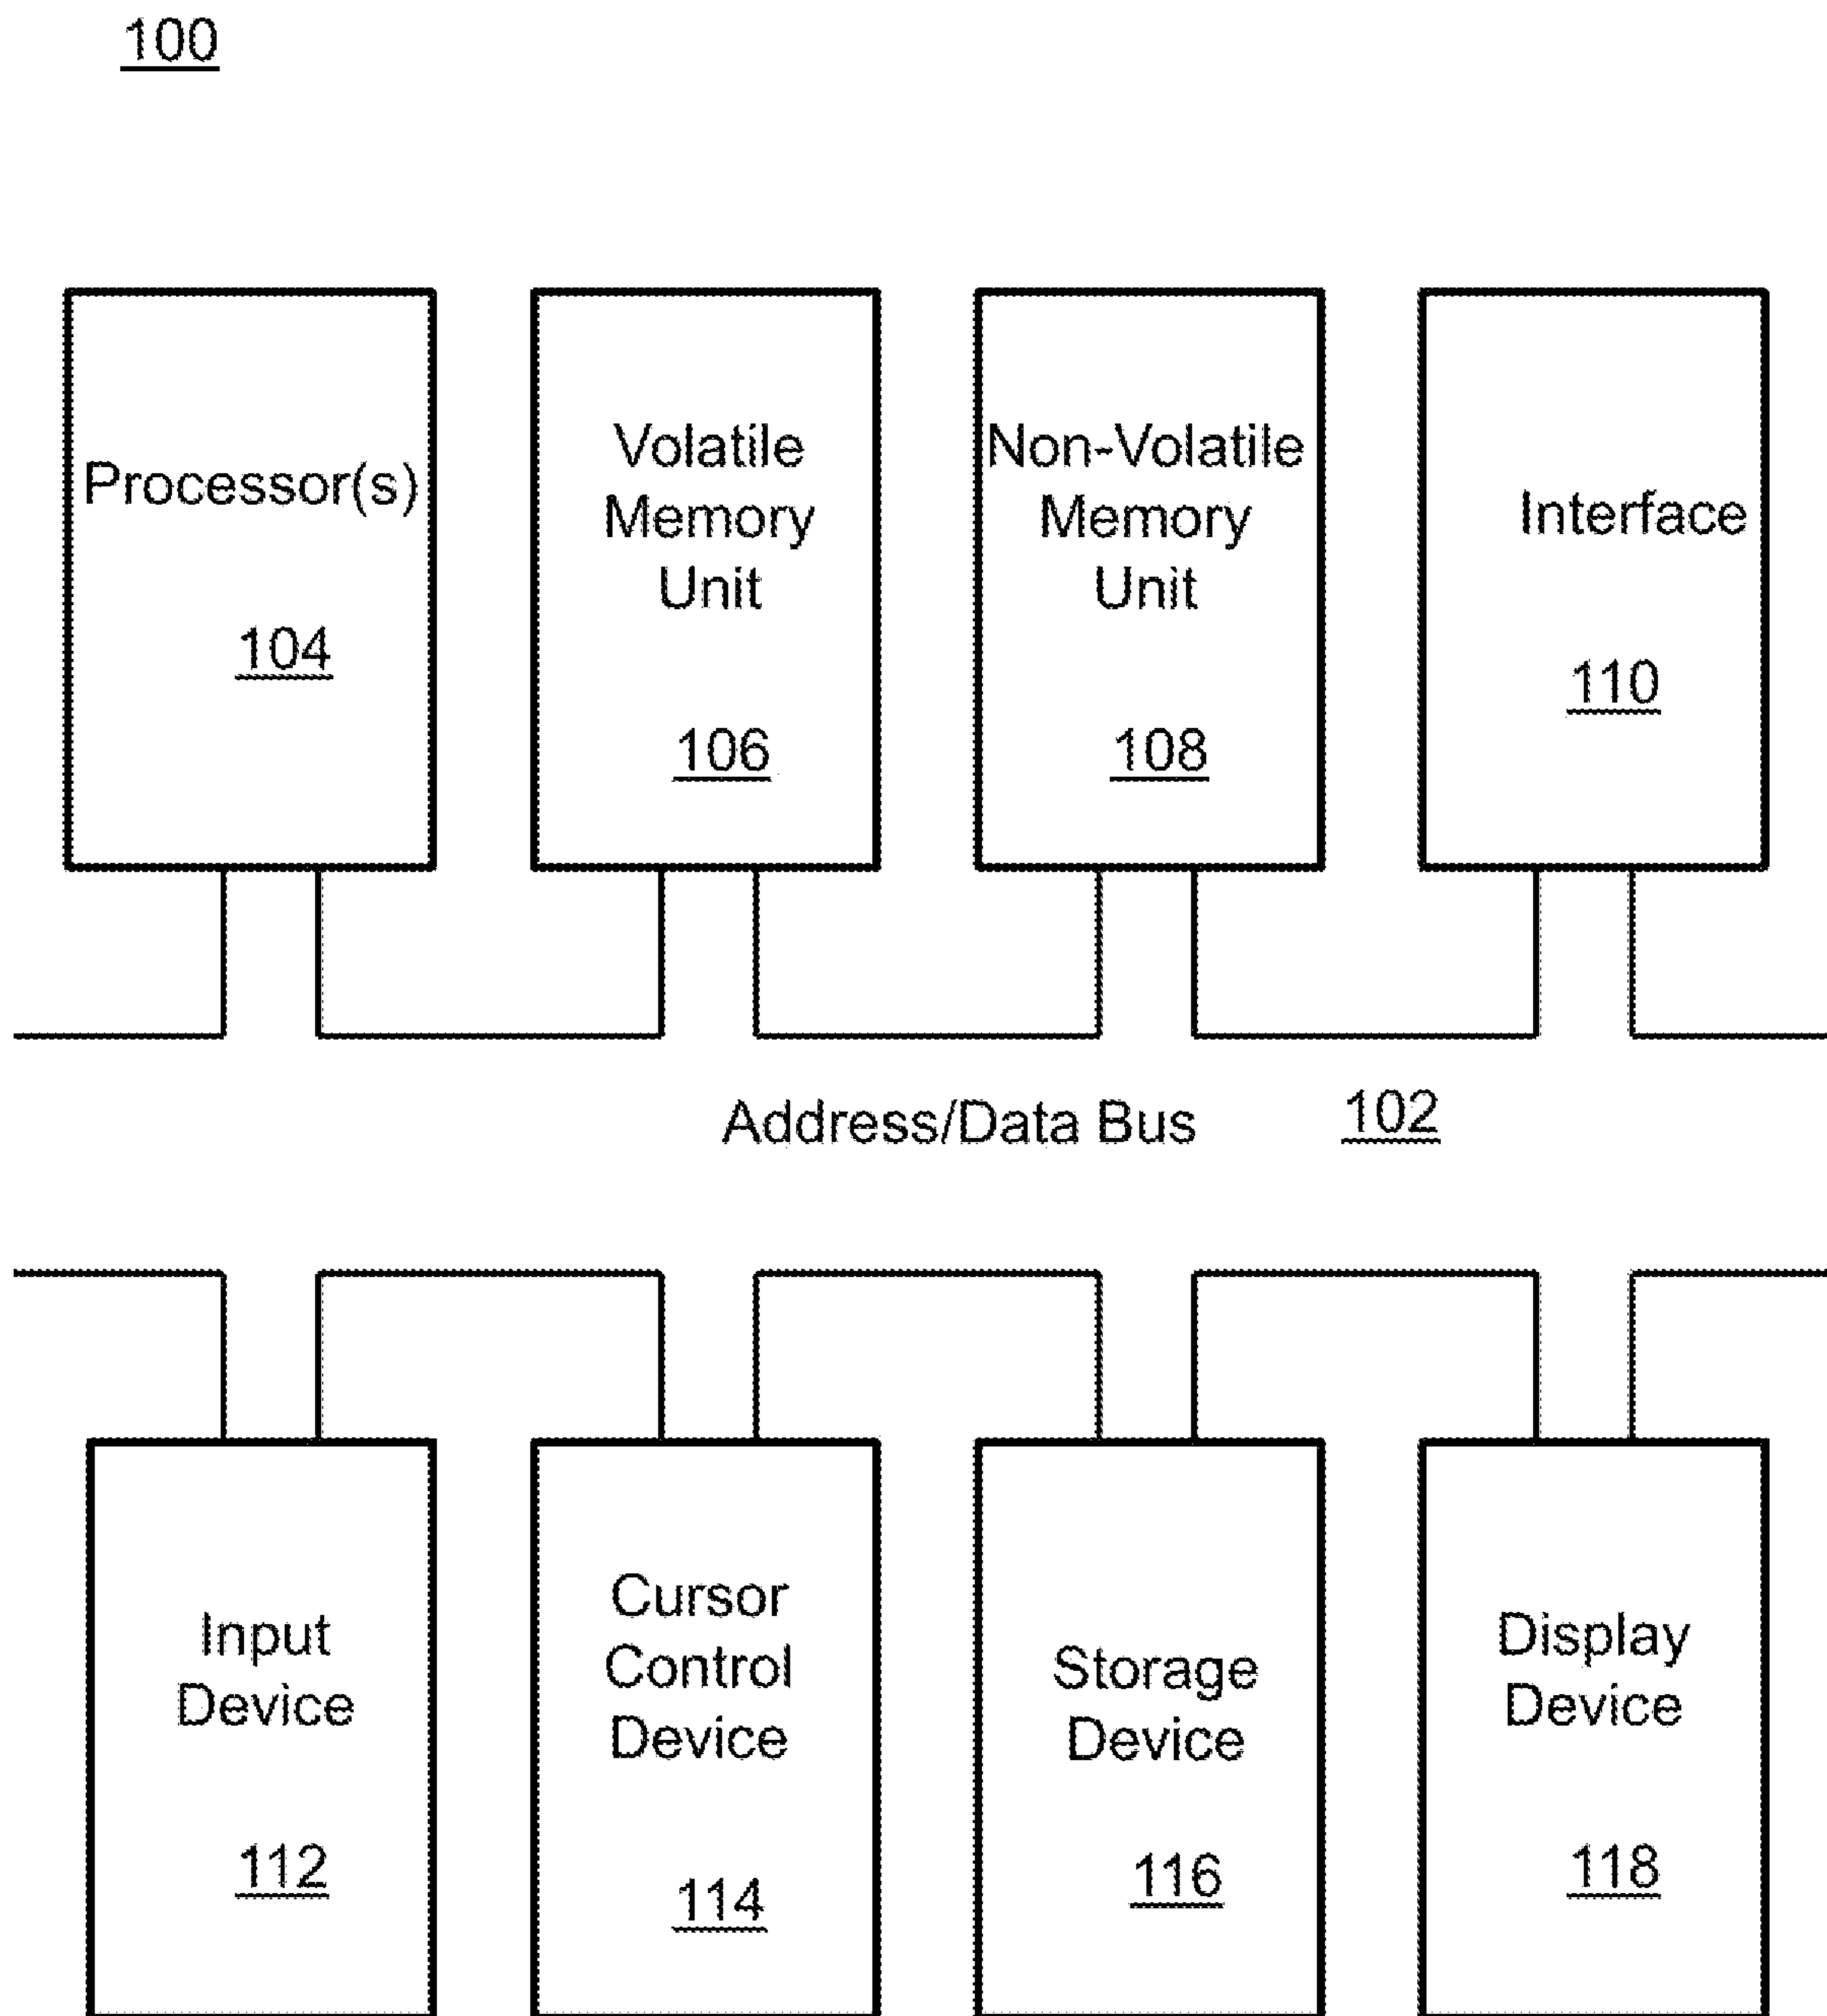 100
Processor(s)
104
Volatile
Memory
Unit
106
Non-Volatile
Memory
Unit
108
Interface
110
Address/Data Bus
102
Input
Device
112
Cursor
Control
Device
114
Storage
Device
116
Display
Device
118